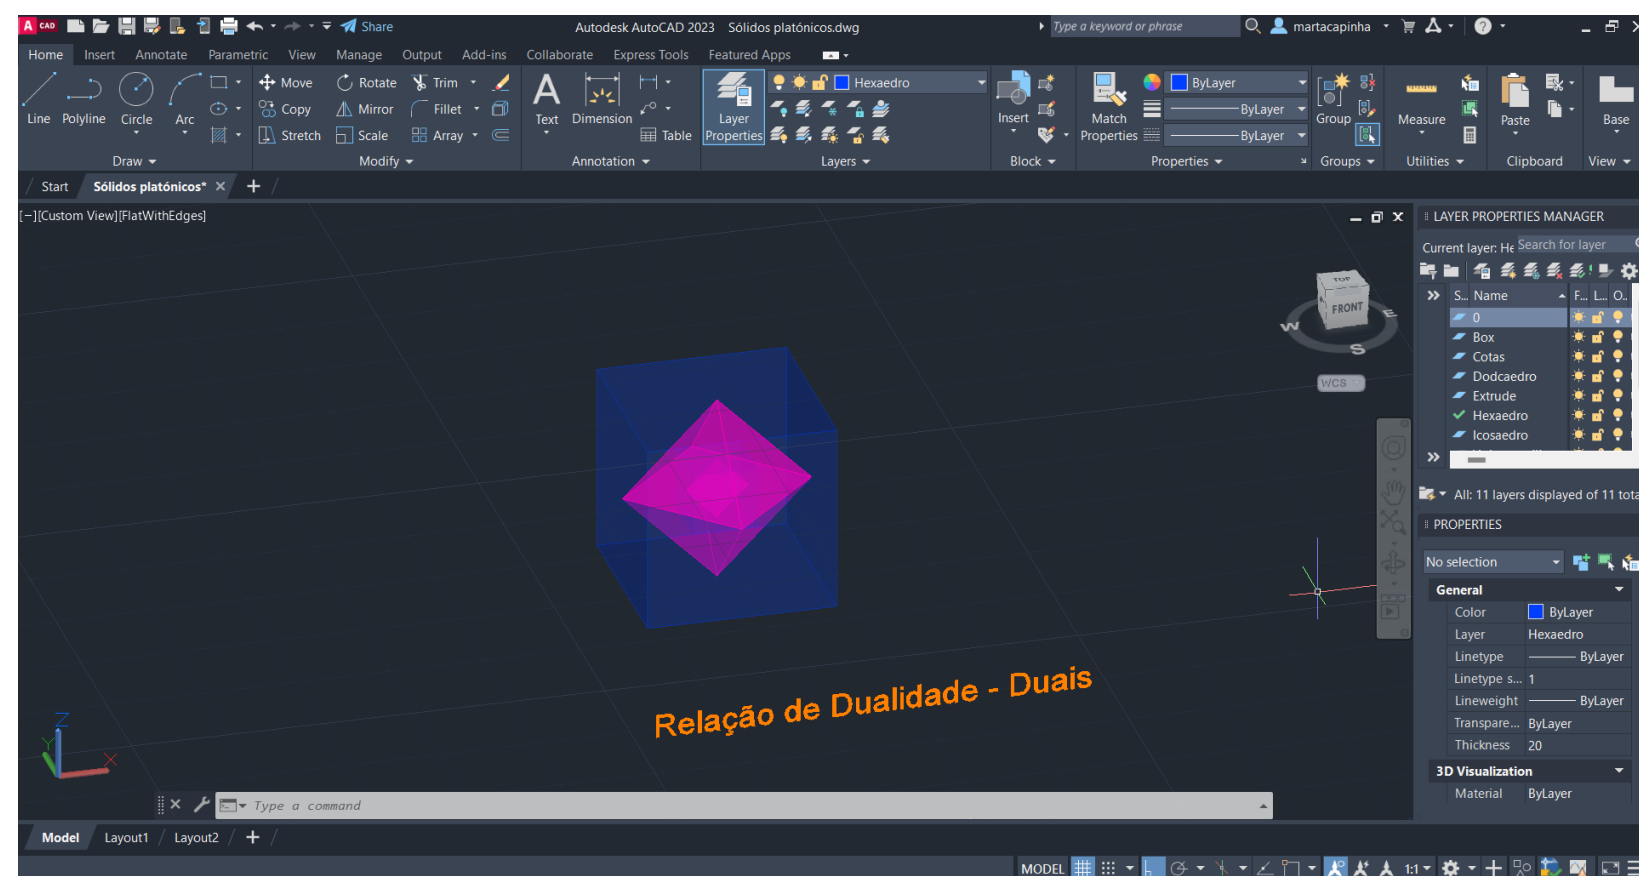 A CAD Share Autodesk AutoCAD 2023 Sólidos platónicos.dwg Type a keyword or phrase martacapinha
Home Insert Annotate Parametric View Manage Output Add-ins Collaborate Express Tools Featured Apps
Move Rotate Trim Hexaedro ByLayer
Line Polyline Circle Arc Copy Mirror Fillet Text Dimension Layer Properties Insert Match Properties ByLayer Group Measure Paste Base
Stretch Scale Array Table ByLayer
Draw Modify Annotation Layers Block Properties Groups Utilities Clipboard View
Start Sólidos platónicos*
[−][Custom View][FlatWithEdges]
TOP
FRONT
W
S
E
WCS
Relação de Dualidade - Duais
Z
Y
X
Type a command
Model Layout1 Layout2
MODEL 1:1
LAYER PROPERTIES MANAGER
Current layer: He Search for layer
S... Name F... L... O..
0
Box
Cotas
Dodcaedro
Extrude
Hexaedro
Icosaedro
All: 11 layers displayed of 11 tota
PROPERTIES
No selection
General
Color ByLayer
Layer Hexaedro
Linetype ByLayer
Linetype s... 1
Lineweight ByLayer
Transpare... ByLayer
Thickness 20
3D Visualization
Material ByLayer